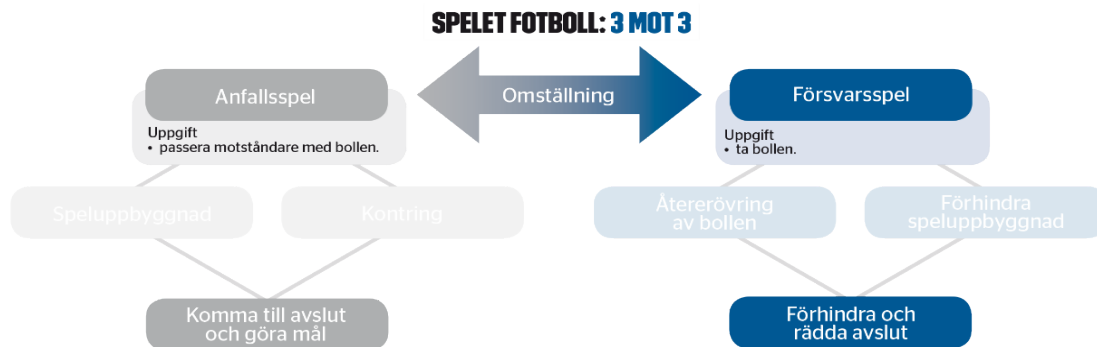 SPELET FOTBOLL: 3 MOT 3
Anfallsspel
Omställning
Försvarsspel
Uppgift
• passera motståndare med bollen.
Uppgift
• ta bollen.
Speluppbyggnad
Kontring
Återerövring
av bollen
Förhindra
speluppbyggnad
Komma till avslut
och göra mål
Förhindra och
rädda avslut